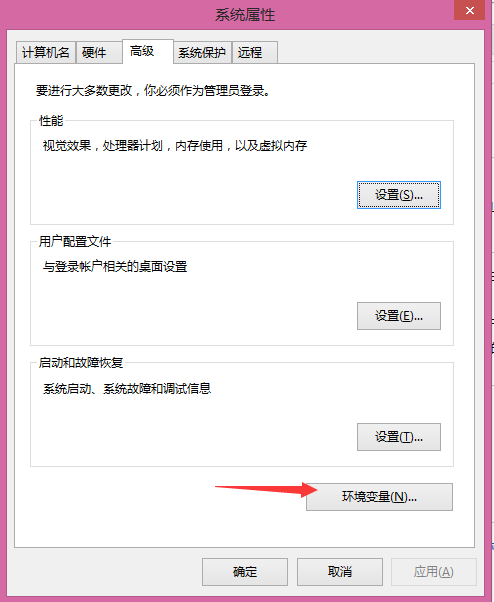 系统属性
计算机名 硬件 高级 系统保护 远程
要进行大多数更改，你必须作为管理员登录。
性能
视觉效果，处理器计划，内存使用，以及虚拟内存
设置(S)...
用户配置文件
与登录帐户相关的桌面设置
设置(E)...
启动和故障恢复
系统启动、系统故障和调试信息
设置(T)...
环境变量(N)...
确定 取消 应用(A)